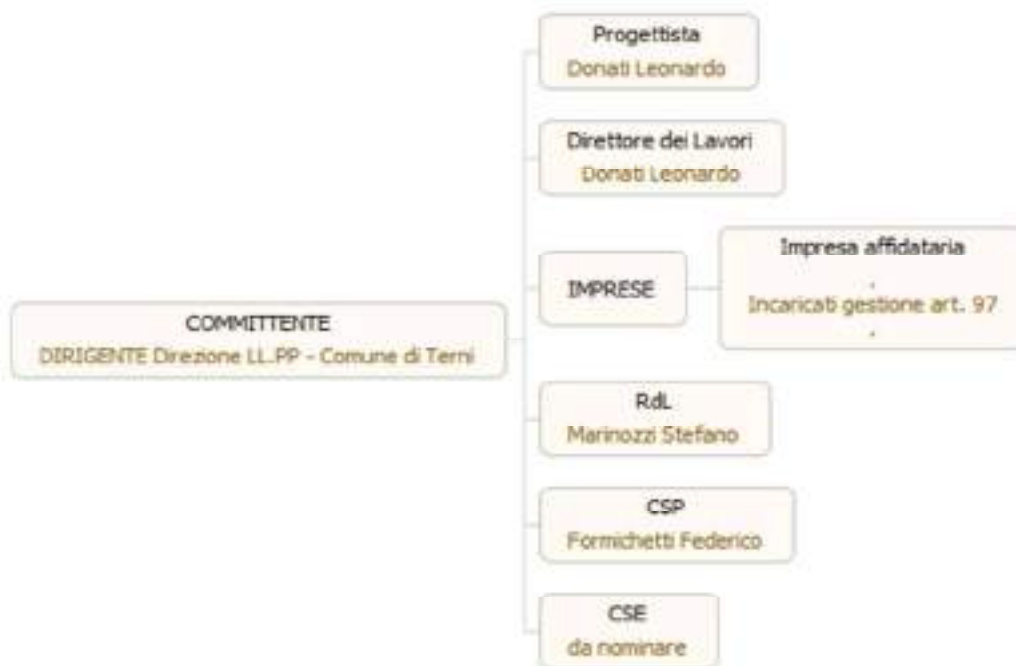 Progettista
Donati Leonardo
Direttore dei Lavori
Donati Leonardo
IMPRESE
Impresa affidataria
.
Incaricati gestione art. 97
.
COMMITTENTE
DIRIGENTE Direzione LL.PP - Comune di Terni
RdL
Marinozzi Stefano
CSP
Formichetti Federico
CSE
da nominare